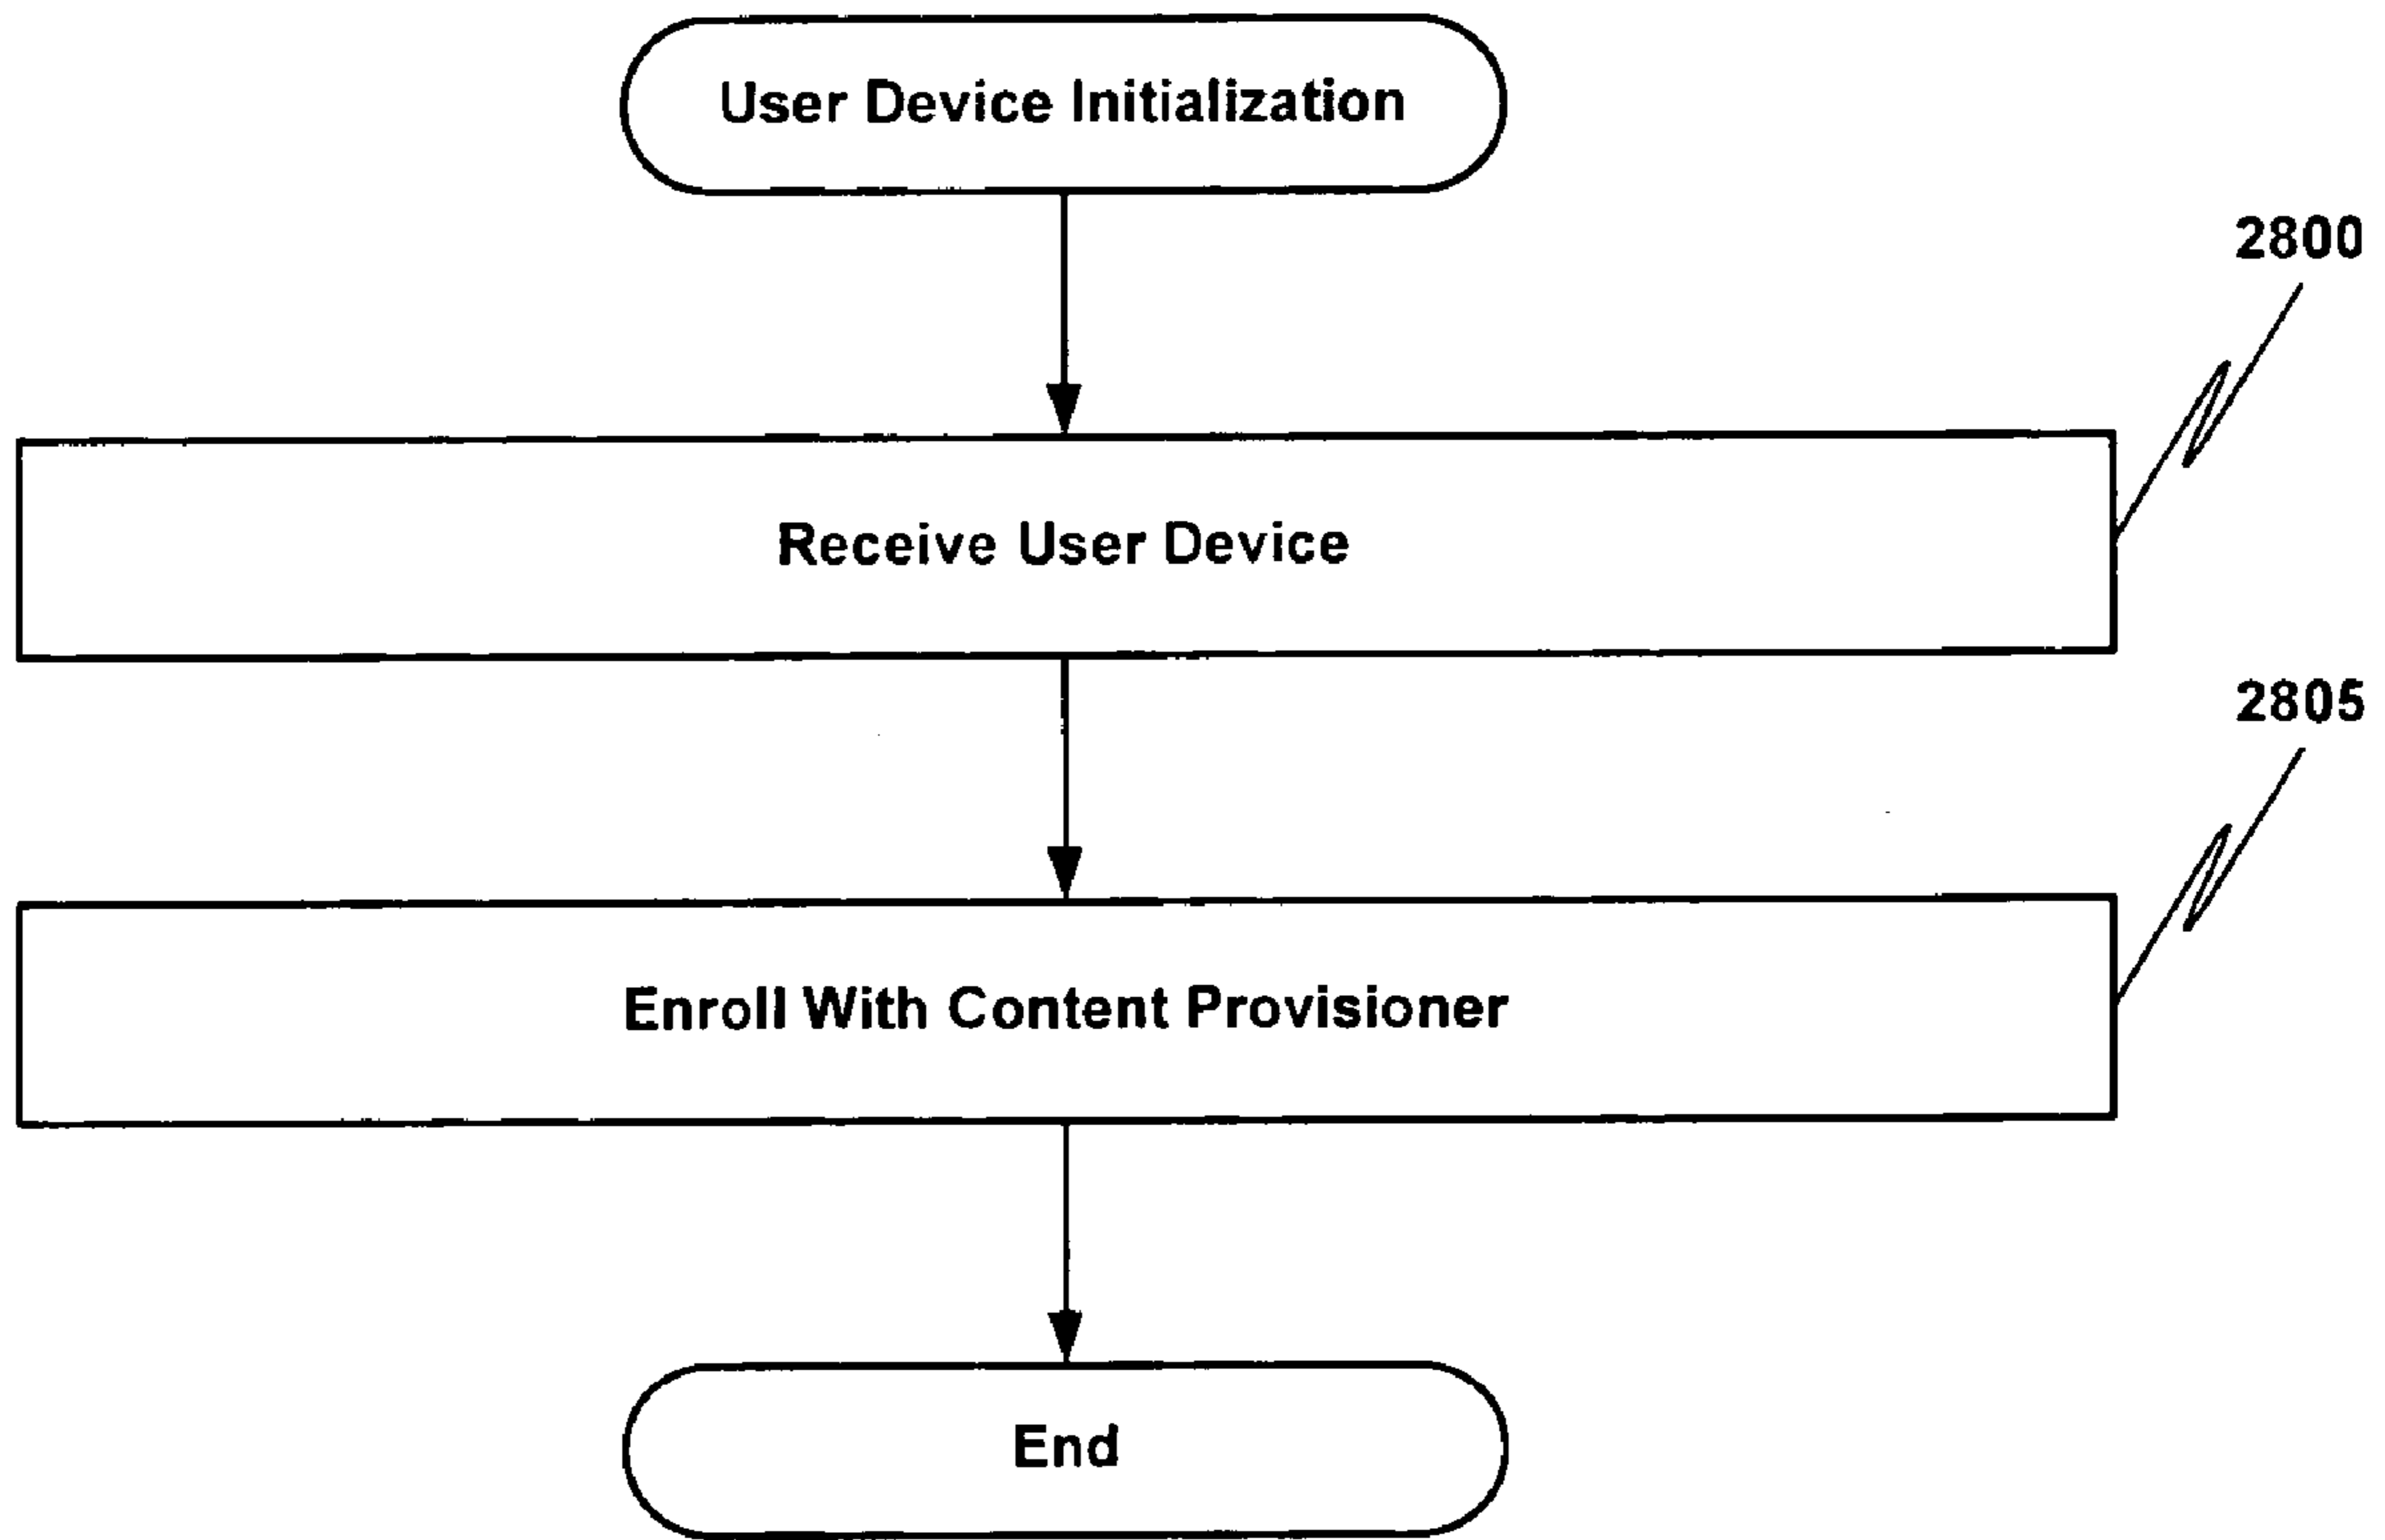 User Device Initialization
2800
Receive User Device
2805
Enroll With Content Provisioner
End